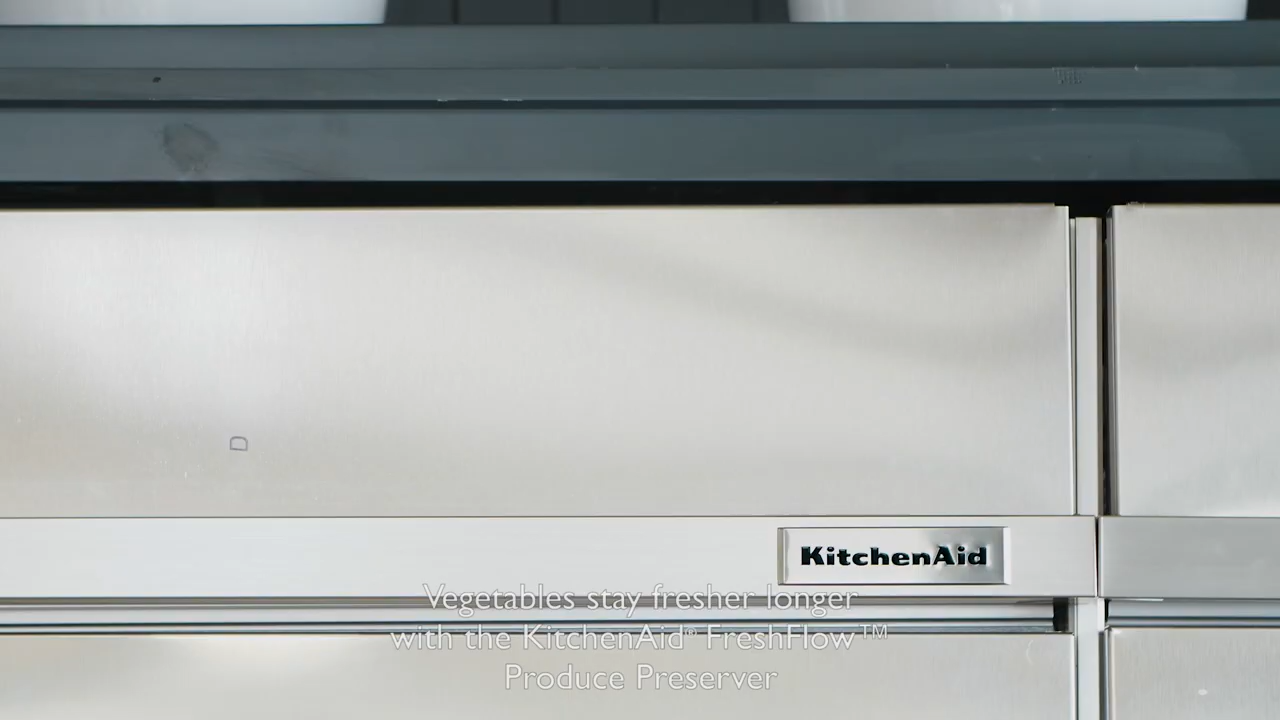 KitchenAid
Vegetables stay fresher longer
with the KitchenAid® FreshFlow™
Produce Preserver